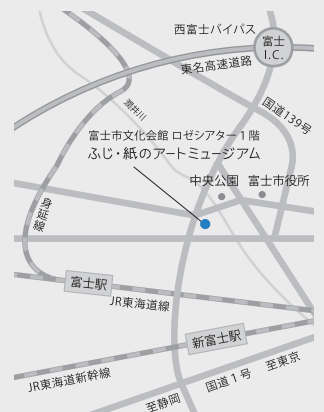 西富士バイパス
富士
I.C.
東名高速道路
国道139号
潤井川
富士市文化会館 ロゼシアター1階
ふじ・紙のアートミュージアム
中央公園
富士市役所
身延線
富士駅
JR東海道線
新富士駅
JR東海道新幹線
国道1号
至東京
至静岡